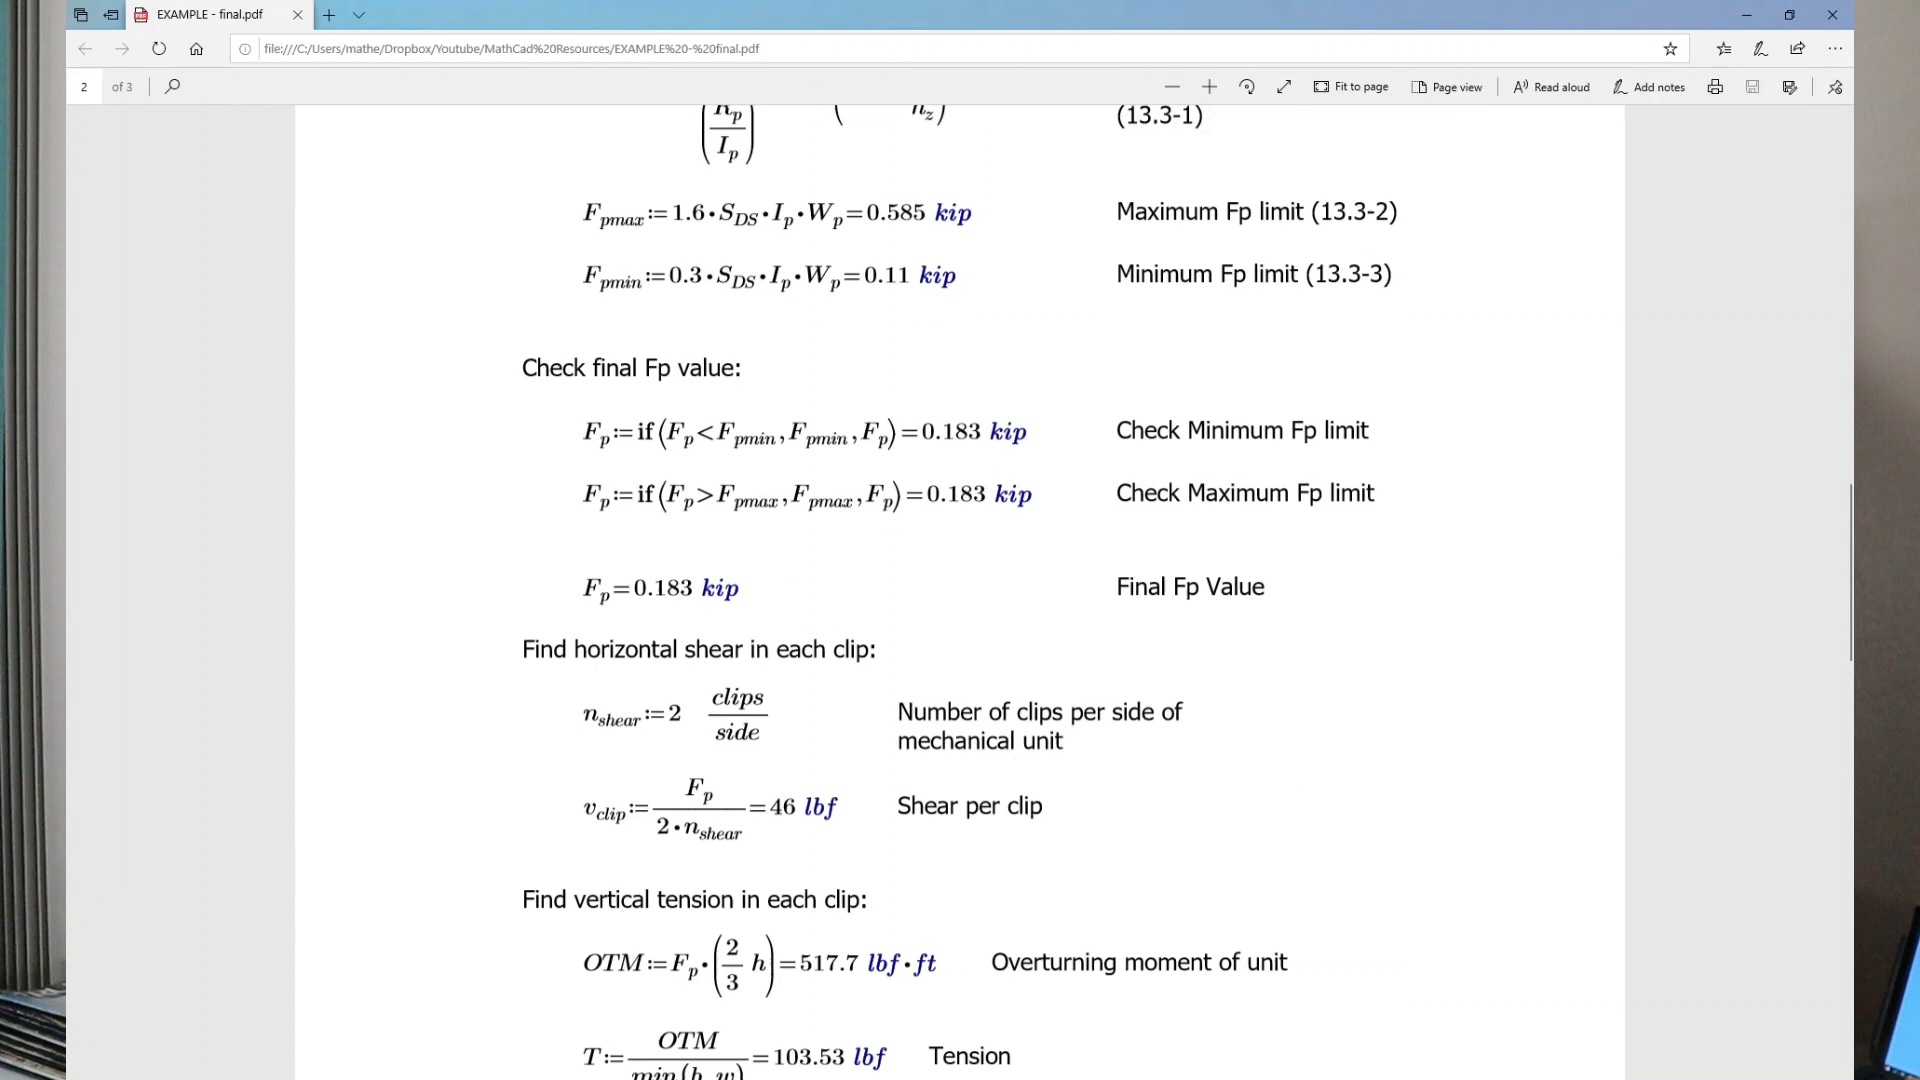 EXAMPLE - final.pdf
file:///C:/Users/mathe/Dropbox/Youtube/MathCad%20Resources/EXAMPLE%20-%20final.pdf
2 of 3 Fit to page Page view Read aloud Add notes
(R_p / I_p) ( n_z ) (13.3-1)
F_pmax := 1.6 • S_DS • I_p • W_p = 0.585 kip Maximum Fp limit (13.3-2)
F_pmin := 0.3 • S_DS • I_p • W_p = 0.11 kip Minimum Fp limit (13.3-3)
Check final Fp value:
F_p := if (F_p < F_pmin, F_pmin, F_p) = 0.183 kip Check Minimum Fp limit
F_p := if (F_p > F_pmax, F_pmax, F_p) = 0.183 kip Check Maximum Fp limit
F_p = 0.183 kip Final Fp Value
Find horizontal shear in each clip:
n_shear := 2 clips / side Number of clips per side of
mechanical unit
v_clip := F_p / (2 • n_shear) = 46 lbf Shear per clip
Find vertical tension in each clip:
OTM := F_p • (2/3 h) = 517.7 lbf • ft Overturning moment of unit
T := OTM / min (b, w) = 103.53 lbf Tension